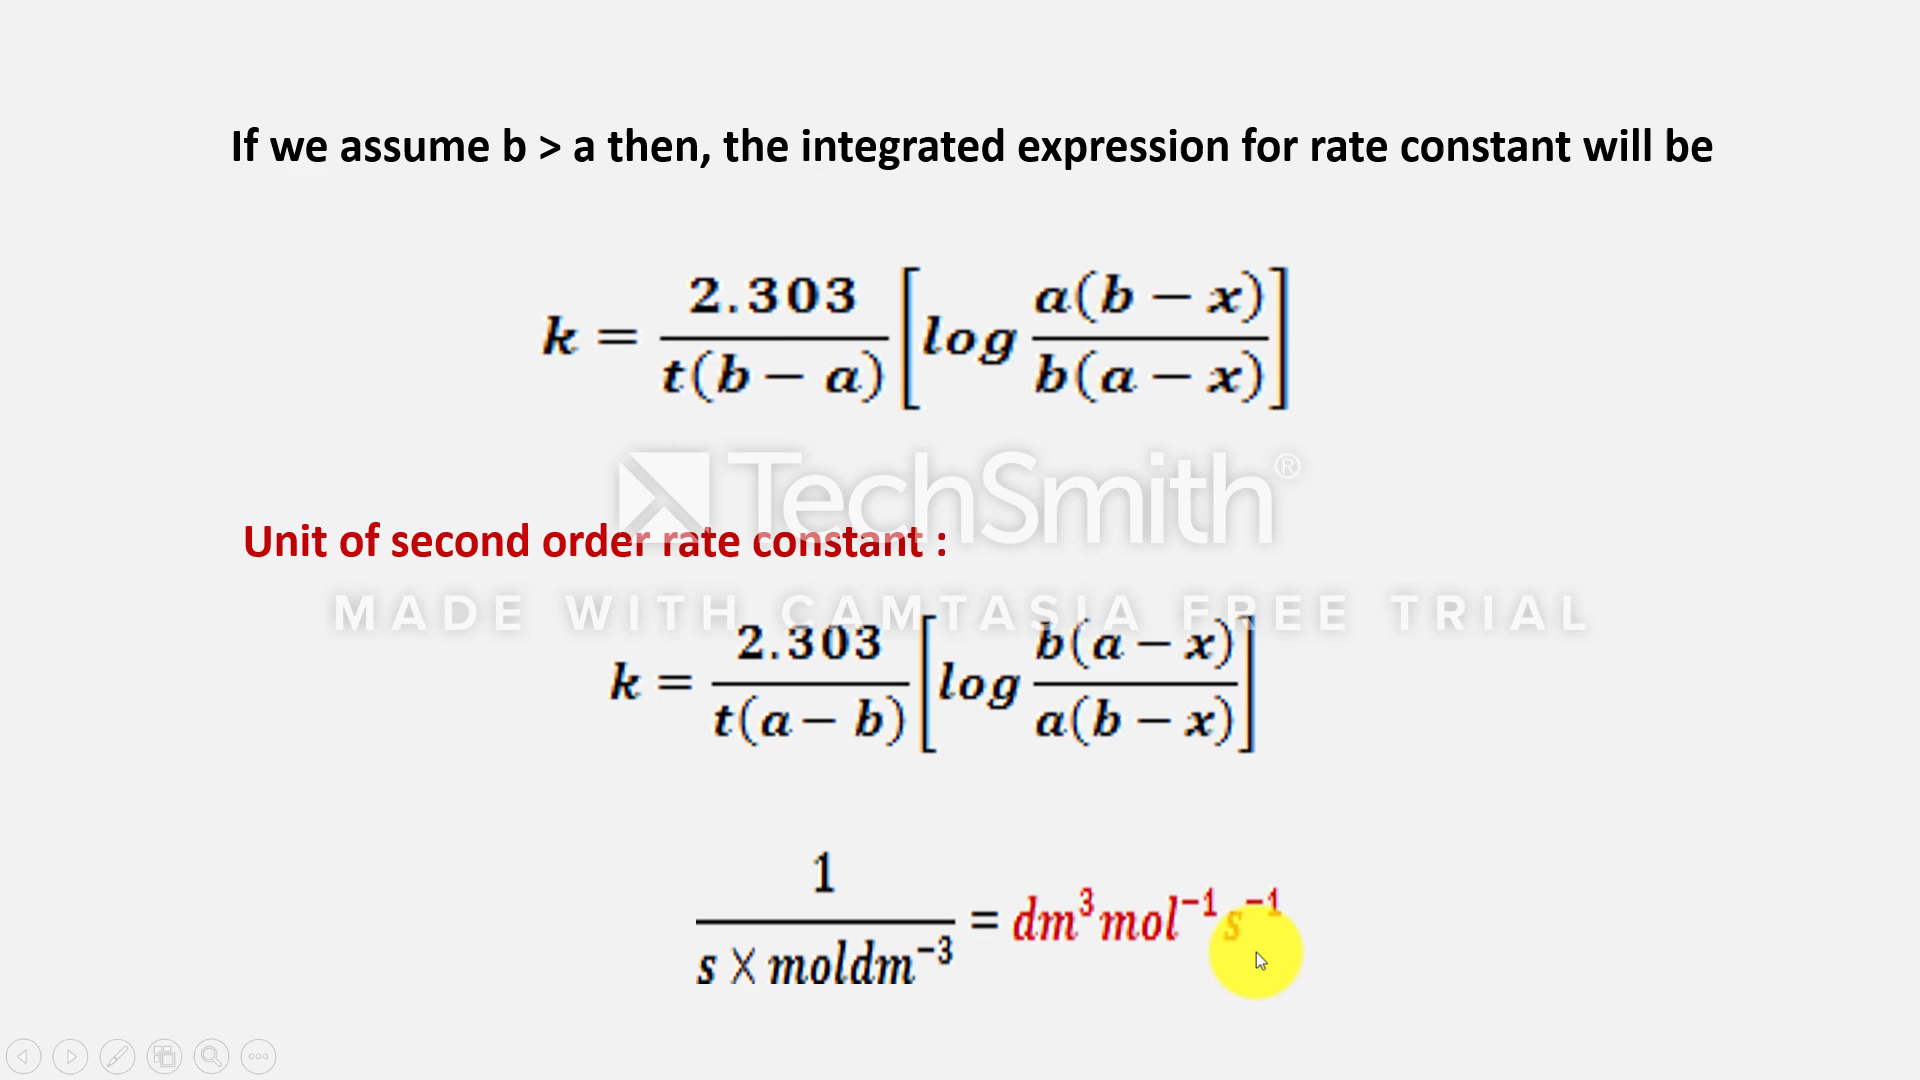 If we assume b > a then, the integrated expression for rate constant will be
k = 2.303 / t(b − a) [log a(b − x) / b(a − x)]
TechSmith®
Unit of second order rate constant :
MADE WITH CAMTASIA FREE TRIAL
k = 2.303 / t(a − b) [log b(a − x) / a(b − x)]
1 / s × moldm⁻³ = dm³mol⁻¹s⁻¹